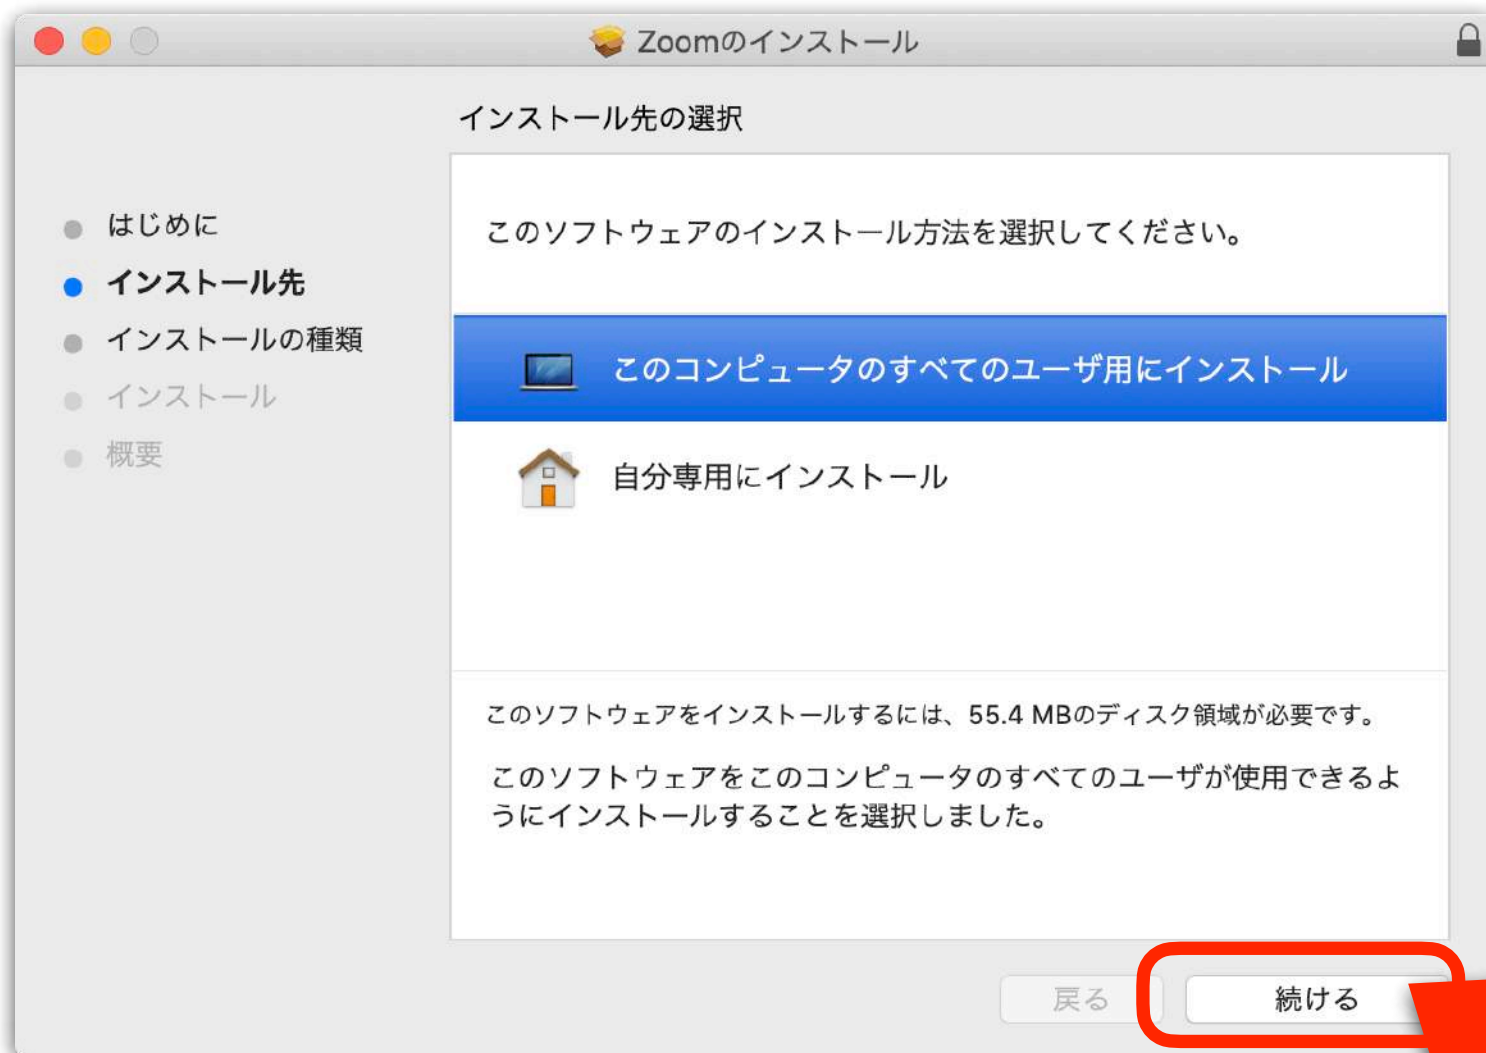 Zoomのインストール
インストール先の選択
はじめに
インストール先
インストールの種類
インストール
概要
このソフトウェアのインストール方法を選択してください。
このコンピュータのすべてのユーザ用にインストール
自分専用にインストール
このソフトウェアをインストールするには、55.4 MBのディスク領域が必要です。
このソフトウェアをこのコンピュータのすべてのユーザが使用できるよ
うにインストールすることを選択しました。
戻る
続ける